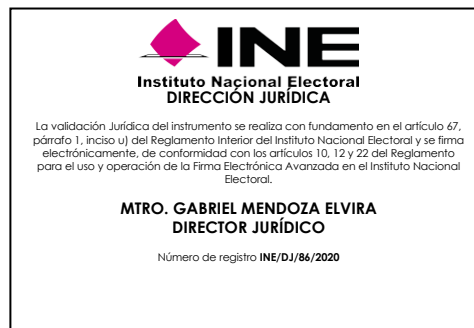 INE
Instituto Nacional Electoral
DIRECCIÓN JURÍDICA
La validación Jurídica del instrumento se realiza con fundamento en el artículo 67,
párrafo 1, inciso u) del Reglamento Interior del Instituto Nacional Electoral y se firma
electrónicamente, de conformidad con los artículos 10, 12 y 22 del Reglamento
para el uso y operación de la Firma Electrónica Avanzada en el Instituto Nacional
Electoral.
MTRO. GABRIEL MENDOZA ELVIRA
DIRECTOR JURÍDICO
Número de registro INE/DJ/86/2020